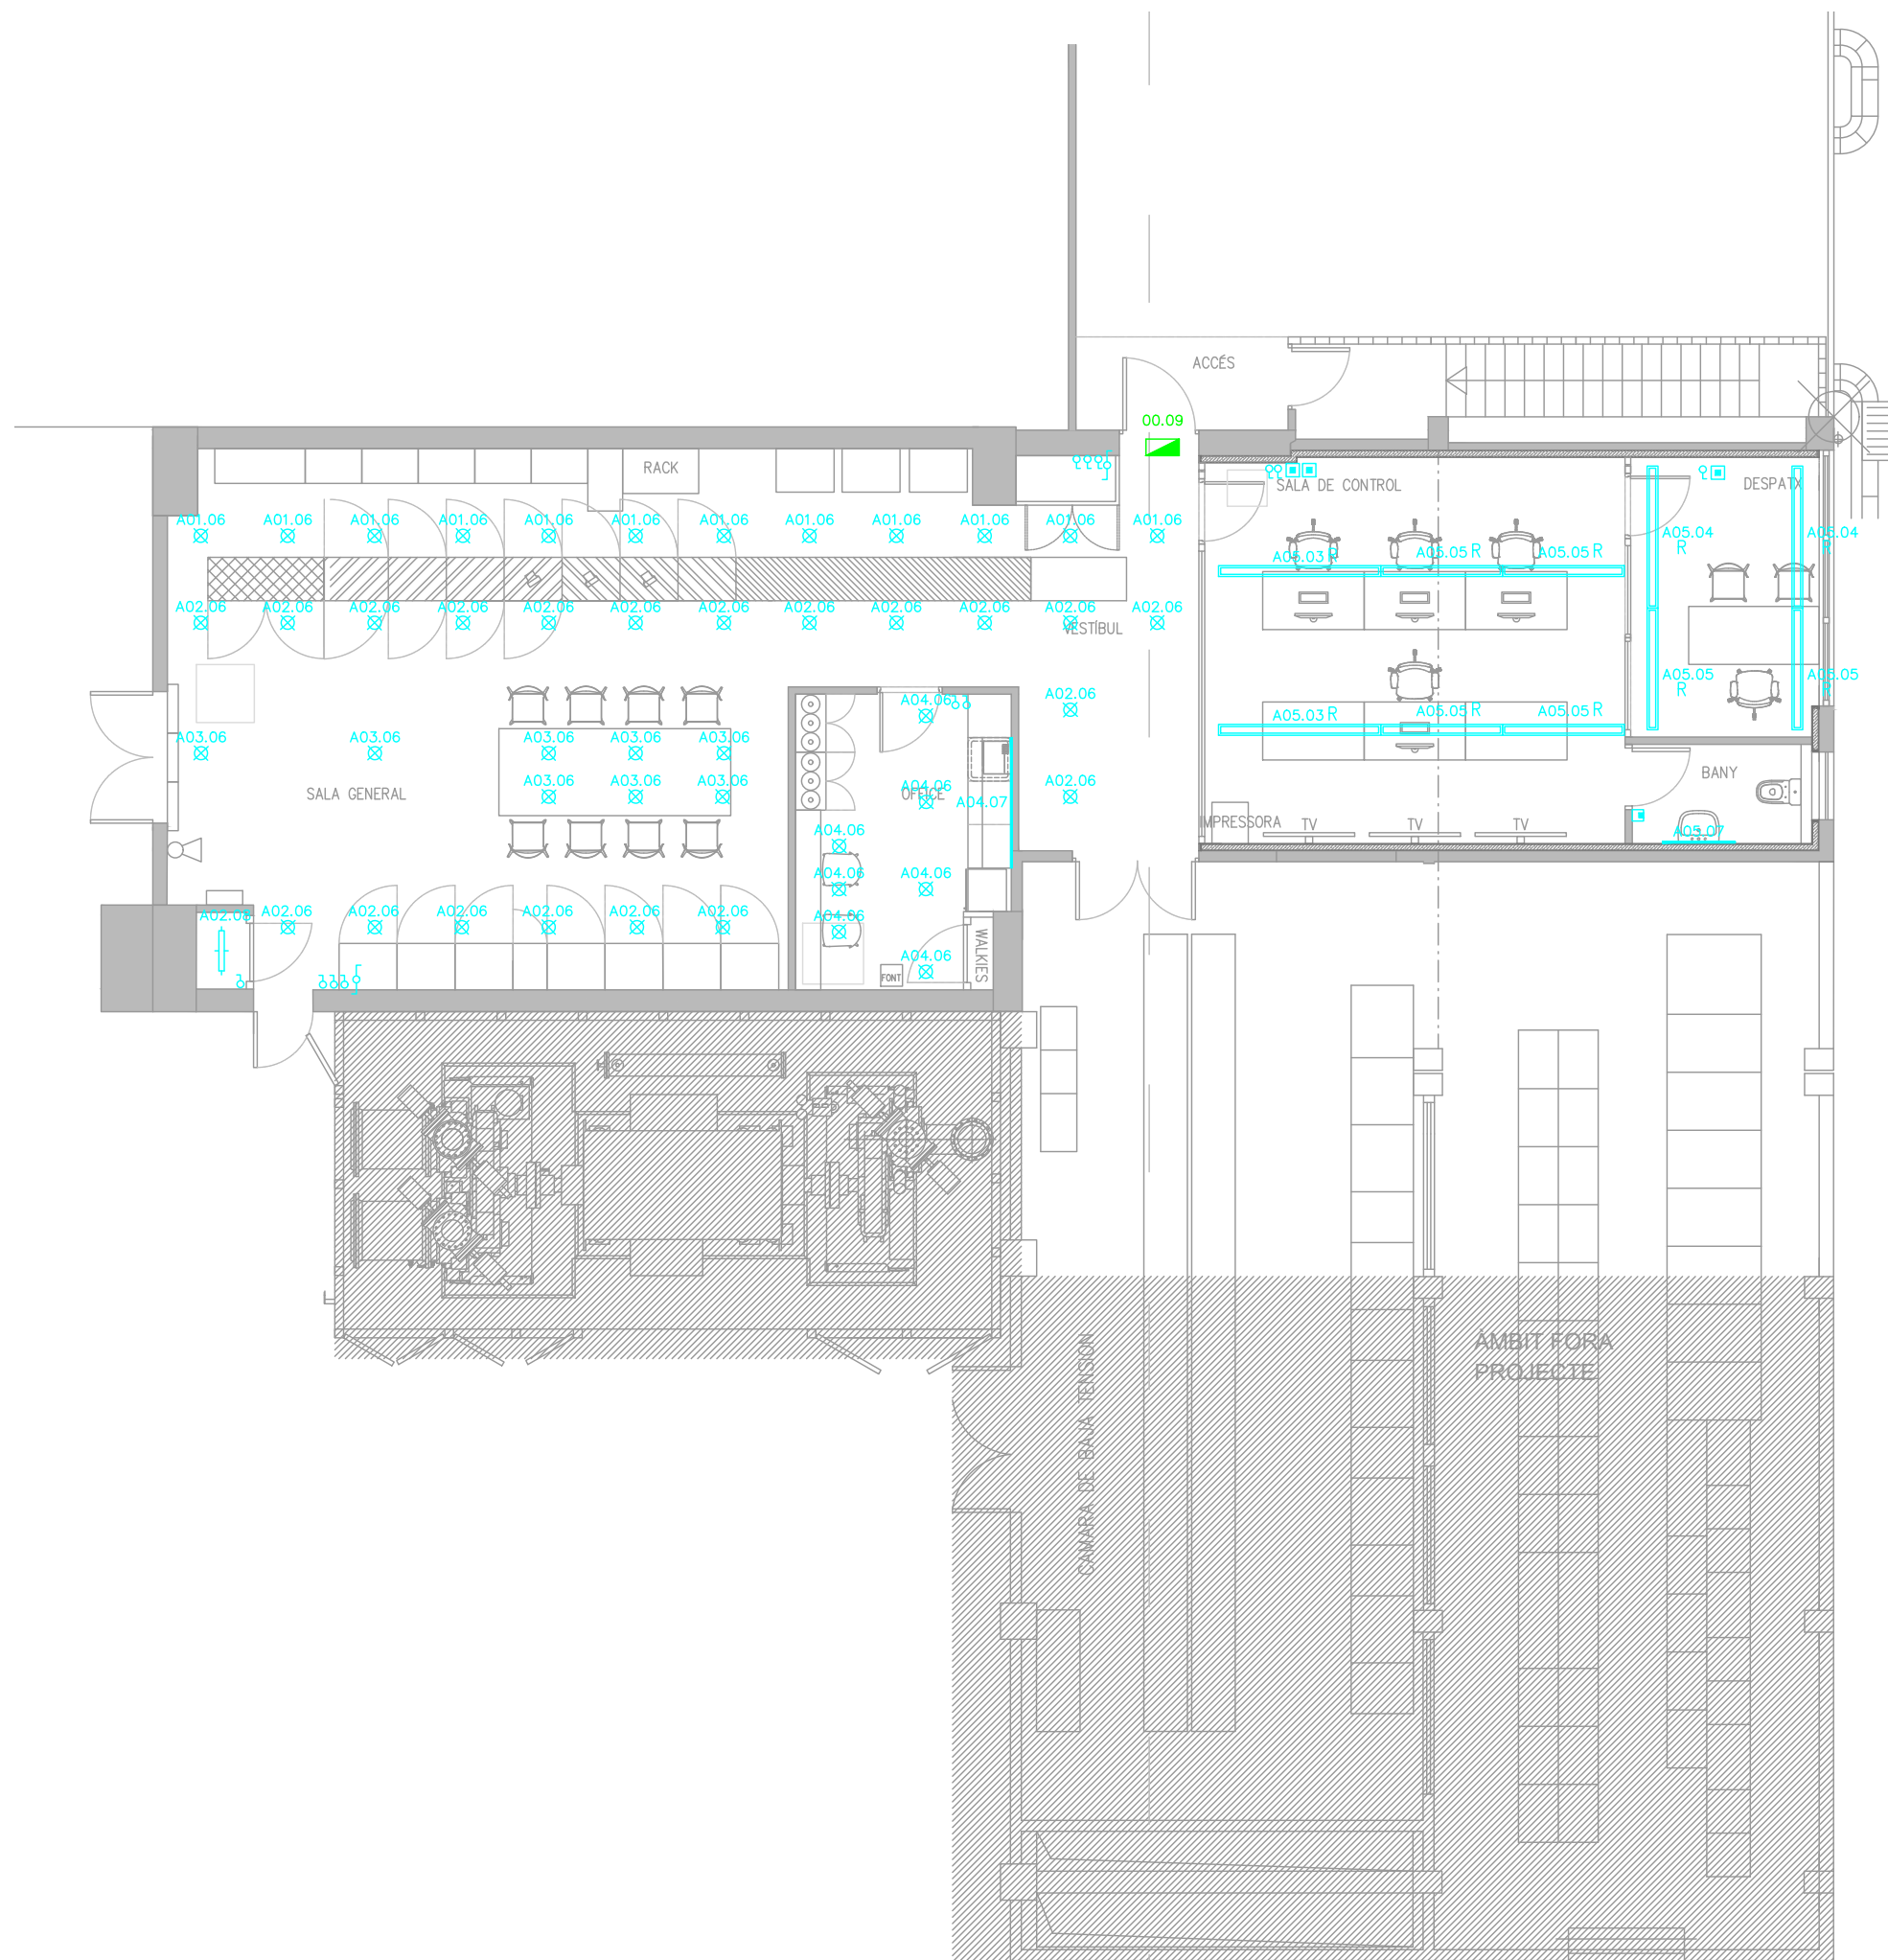 ACCÉS
00.09
RACK
SALA DE CONTROL
DESPATX
A01.06 A01.06 A01.06 A01.06 A01.06 A01.06 A01.06 A01.06 A01.06 A01.06 A01.06 A01.06
A05.04 A05.04
R R
A05.03 R A05.05 R A05.05 R
A02.06 A02.06 A02.06 A02.06 A02.06 A02.06 A02.06 A02.06 A02.06 A02.06 A02.06 A02.06
VESTÍBUL
A05.05 A05.05
R R
A04.06 A02.06
A05.03 R A05.05 R A05.05 R
A03.06 A03.06 A03.06 A03.06 A03.06
BANY
A03.06 A03.06 A03.06 A04.06 A02.06
SALA GENERAL
OFFICE
A04.07
IMPRESSORA TV TV TV
A04.06
A05.07
A04.06 A04.06
A02.08 A02.06 A02.06 A02.06 A02.06 A02.06 A02.06 A04.06
WALKIES
A04.06
FONT
ÀMBIT FORA
PROJECTE
CAMARA DE BAJA TENSION